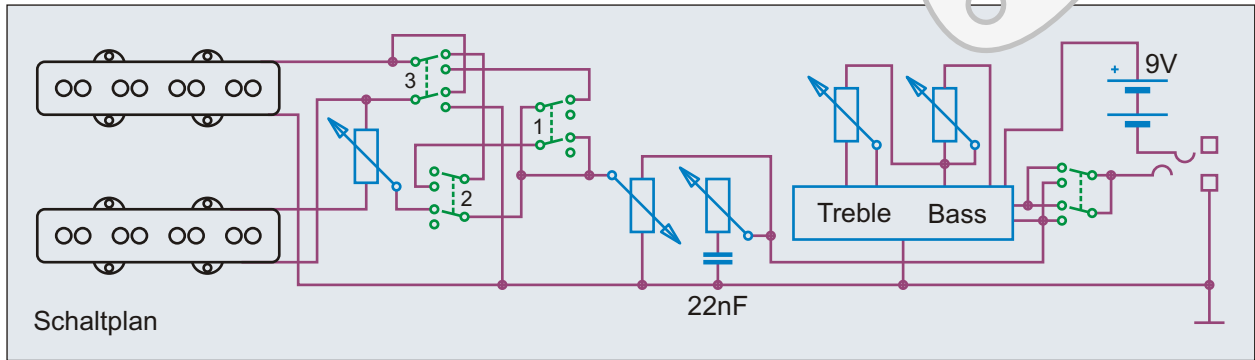 3
1
2
Treble Bass
+ 9V
22nF
Schaltplan